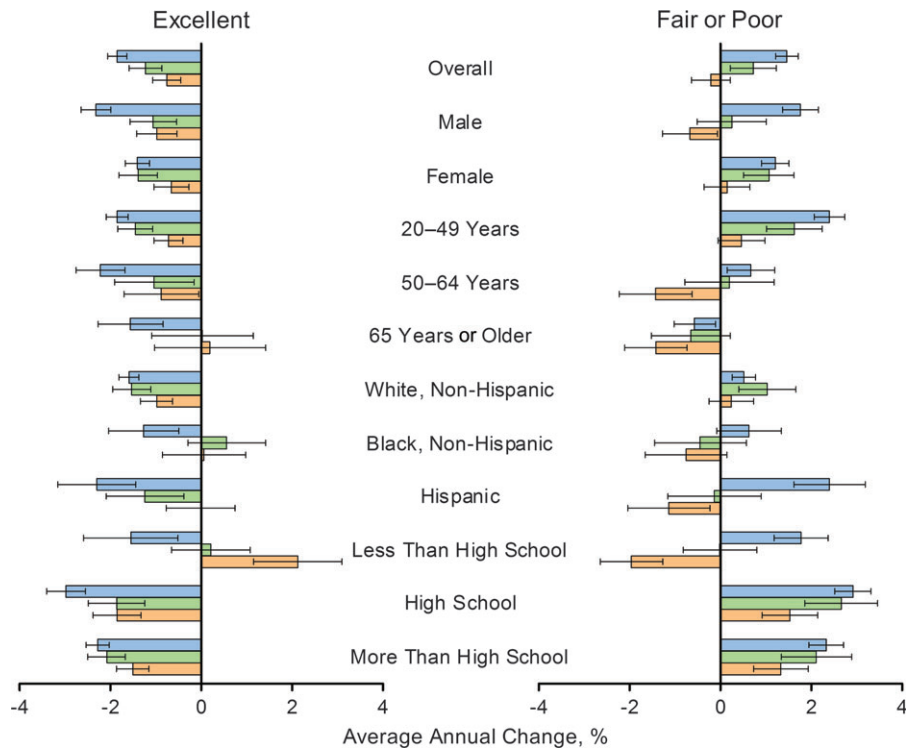 Excellent
Fair or Poor
Overall
Male
Female
20–49 Years
50–64 Years
65 Years or Older
White, Non-Hispanic
Black, Non-Hispanic
Hispanic
Less Than High School
High School
More Than High School
-4 -2 0 2 4 -4 -2 0 2 4
Average Annual Change, %